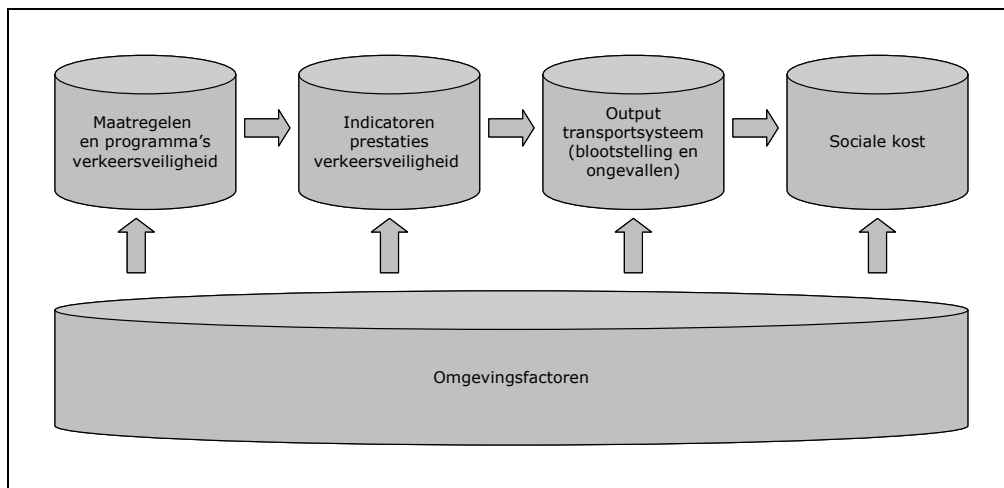 Maatregelen
en programma's
verkeersveiligheid
Indicatoren
prestaties
verkeersveiligheid
Output
transportsysteem
(blootstelling en
ongevallen)
Sociale kost
Omgevingsfactoren